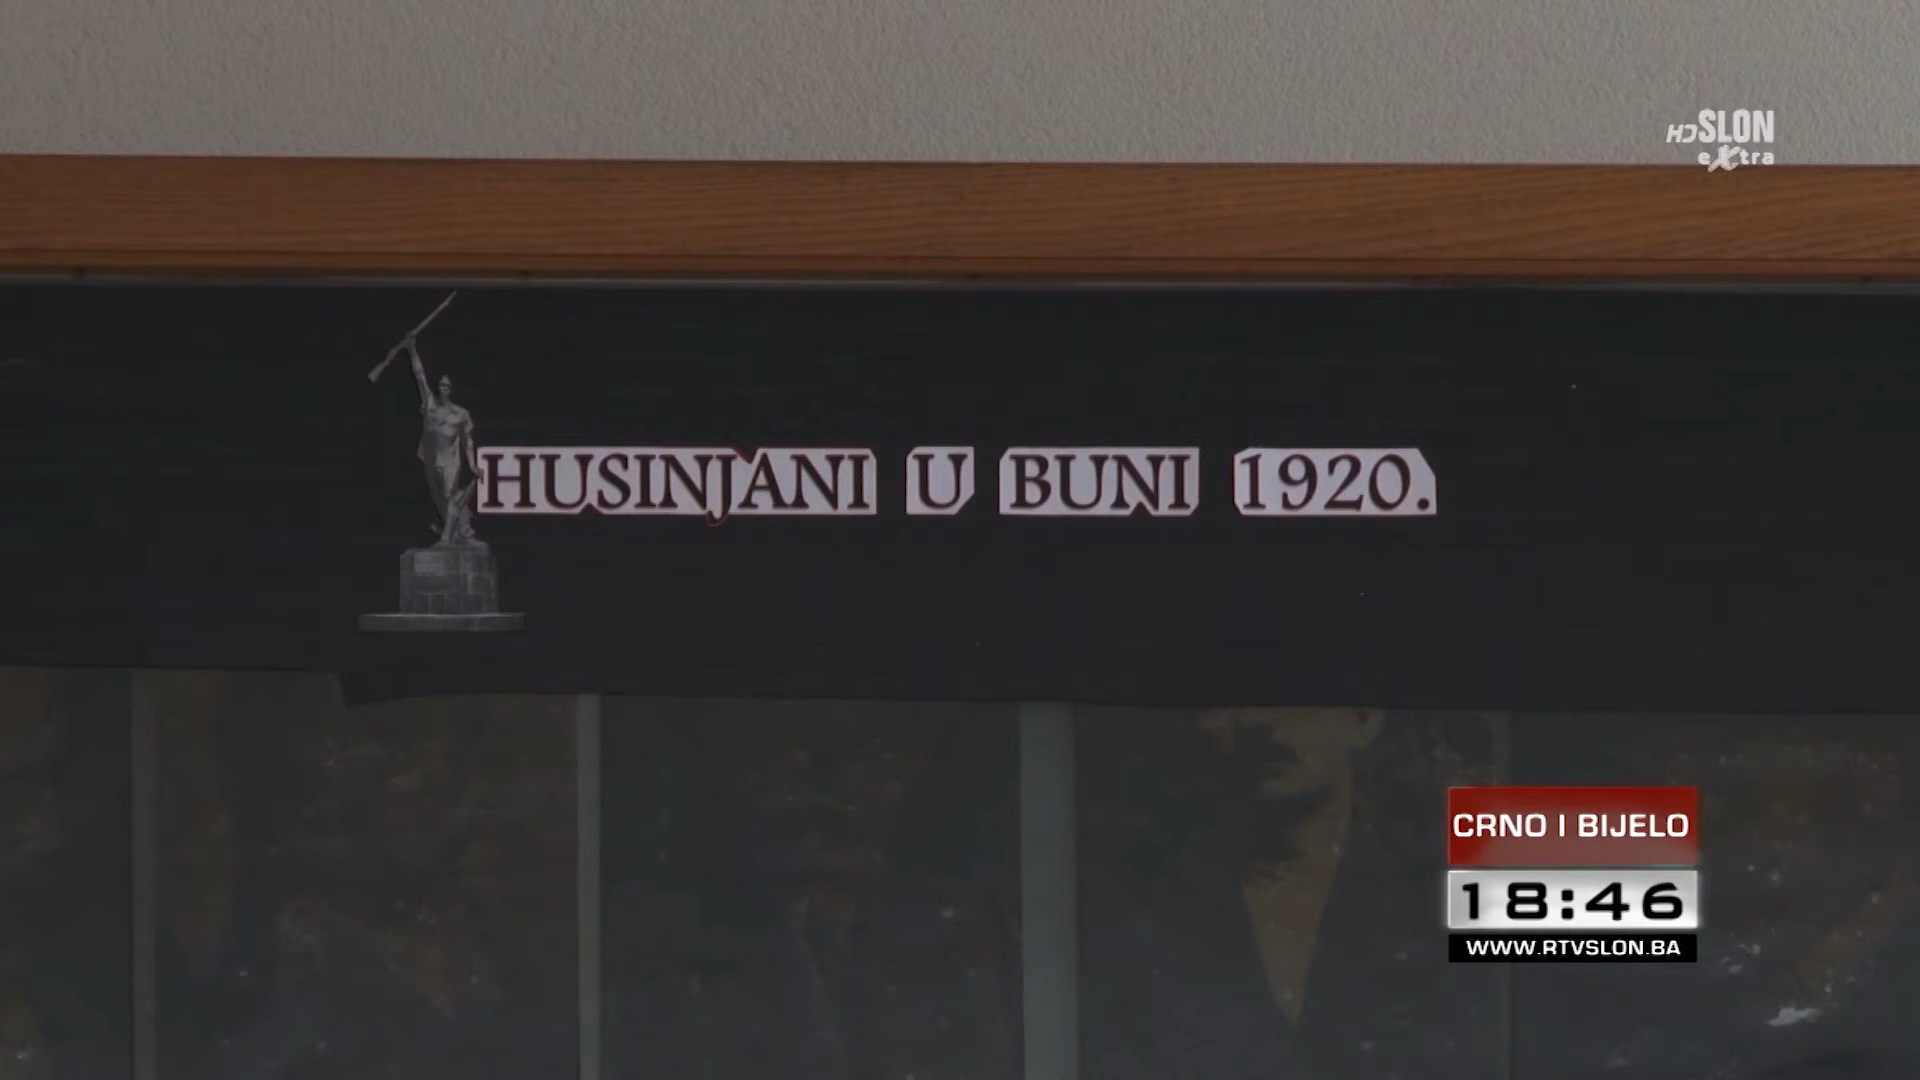 HD SLON
extra
HUSINJANI U BUNI 1920.
CRNO I BIJELO
18:46
WWW.RTVSLON.BA